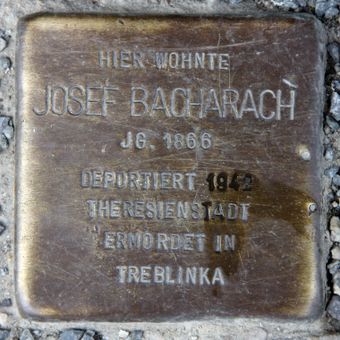 HIER WOHNTE
JOSEF BACHARACH
JG. 1866
DEPORTIERT 1942
THERESIENSTADT
ERMORDET IN
TREBLINKA